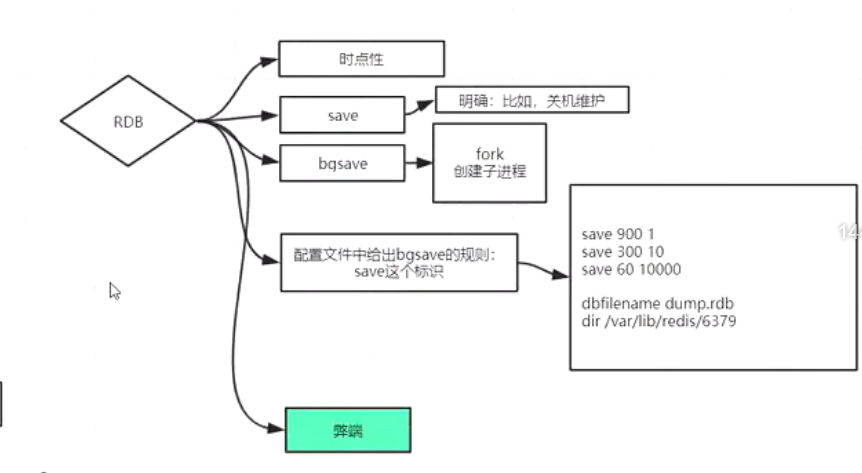 时点性
RDB
save
明确：比如，关机维护
bgsave
fork
创建子进程
配置文件中给出bgsave的规则：
save这个标识
save 900 1
save 300 10
save 60 10000
dbfilename dump.rdb
dir /var/lib/redis/6379
弊端